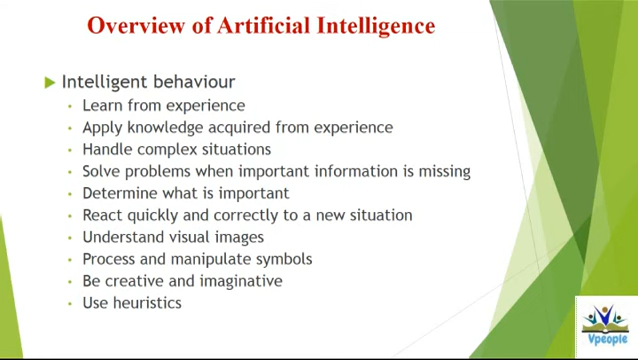 Overview of Artificial Intelligence
Intelligent behaviour
Learn from experience
Apply knowledge acquired from experience
Handle complex situations
Solve problems when important information is missing
Determine what is important
React quickly and correctly to a new situation
Understand visual images
Process and manipulate symbols
Be creative and imaginative
Use heuristics
Vpeople